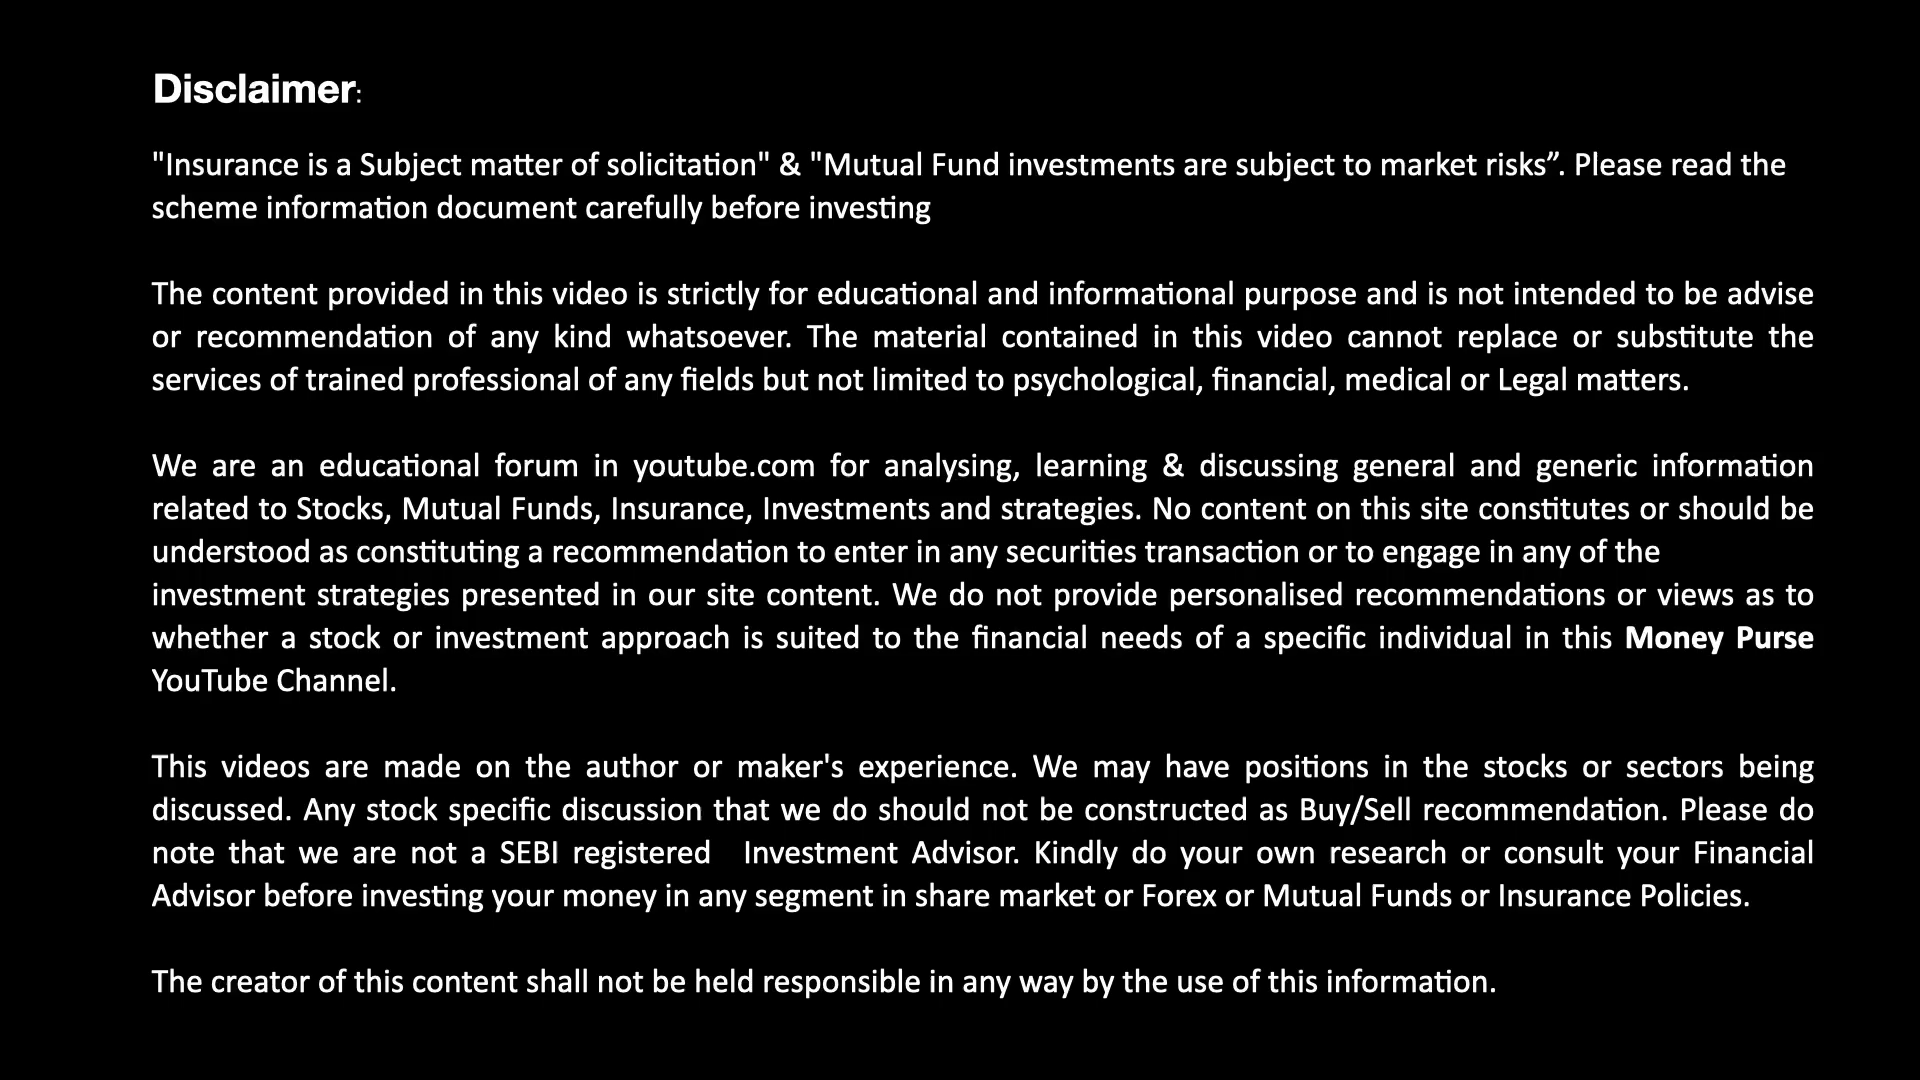 Disclaimer:
"Insurance is a Subject matter of solicitation" & "Mutual Fund investments are subject to market risks”. Please read the
scheme information document carefully before investing
The content provided in this video is strictly for educational and informational purpose and is not intended to be advise
or recommendation of any kind whatsoever. The material contained in this video cannot replace or substitute the
services of trained professional of any fields but not limited to psychological, financial, medical or Legal matters.
We are an educational forum in youtube.com for analysing, learning & discussing general and generic information
related to Stocks, Mutual Funds, Insurance, Investments and strategies. No content on this site constitutes or should be
understood as constituting a recommendation to enter in any securities transaction or to engage in any of the
investment strategies presented in our site content. We do not provide personalised recommendations or views as to
whether a stock or investment approach is suited to the financial needs of a specific individual in this Money Purse
YouTube Channel.
This videos are made on the author or maker's experience. We may have positions in the stocks or sectors being
discussed. Any stock specific discussion that we do should not be constructed as Buy/Sell recommendation. Please do
note that we are not a SEBI registered  Investment Advisor. Kindly do your own research or consult your Financial
Advisor before investing your money in any segment in share market or Forex or Mutual Funds or Insurance Policies.
The creator of this content shall not be held responsible in any way by the use of this information.